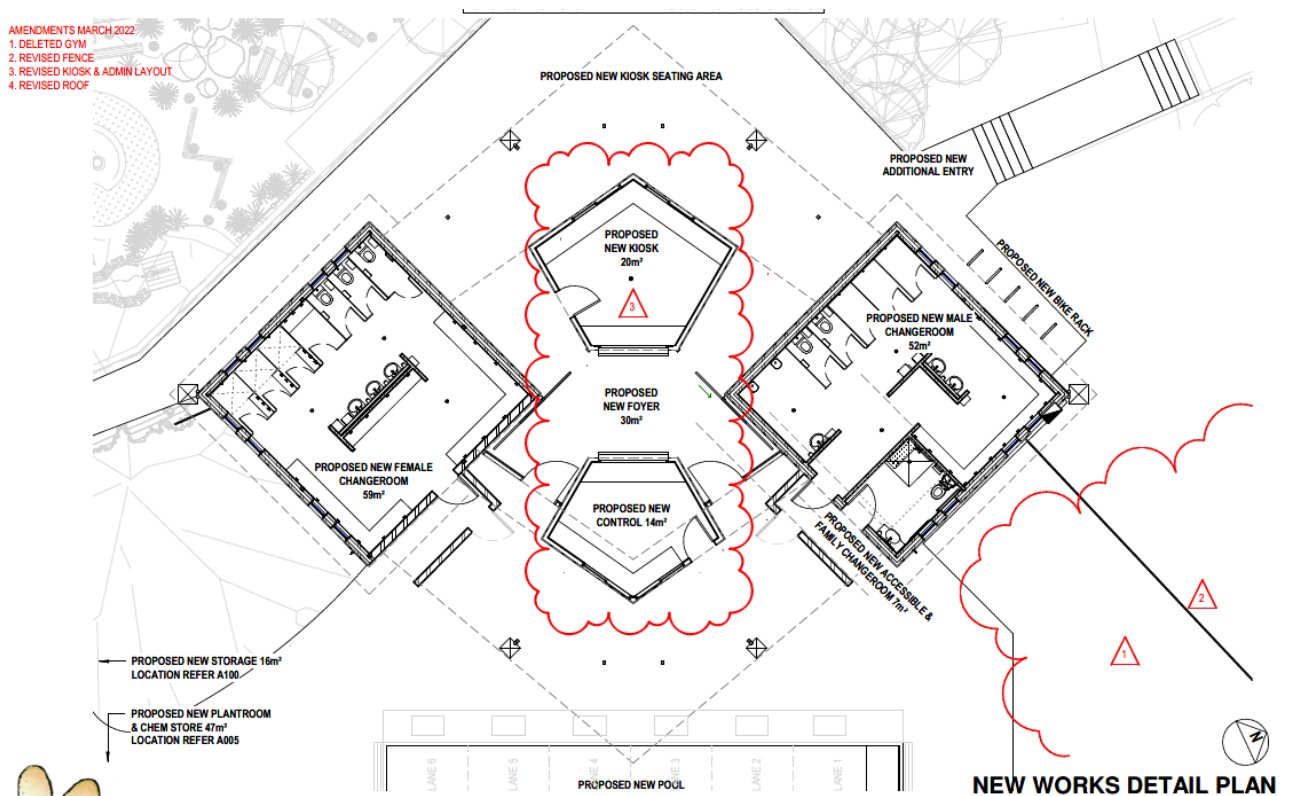 AMENDMENTS MARCH 2022
1. DELETED GYM
2. REVISED FENCE
3. REVISED KIOSK & ADMIN LAYOUT
4. REVISED ROOF
PROPOSED NEW KIOSK SEATING AREA
PROPOSED NEW
ADDITIONAL ENTRY
PROPOSED NEW BIKE RACK
PROPOSED
NEW KIOSK
20m²
3
PROPOSED NEW MALE
CHANGEROOM
52m²
PROPOSED
NEW FOYER
30m²
PROPOSED NEW FEMALE
CHANGEROOM
59m²
PROPOSED NEW
CONTROL 14m²
PROPOSED NEW ACCESSIBLE &
FAMILY CHANGEROOM 7m²
2
1
PROPOSED NEW STORAGE 16m²
LOCATION REFER A100
PROPOSED NEW PLANTROOM
& CHEM STORE 47m²
LOCATION REFER A005
LANE 6
LANE 5
LANE 4
LANE 3
LANE 2
LANE 1
PROPOSED NEW POOL
N
NEW WORKS DETAIL PLAN